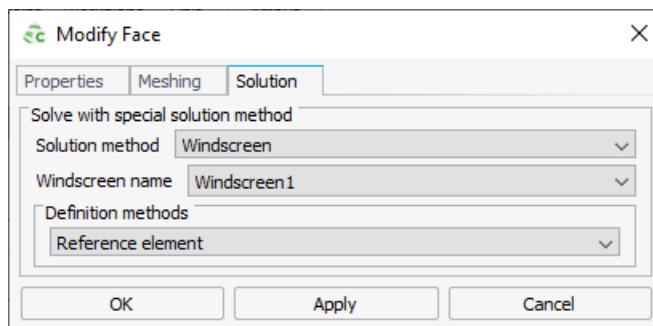 Modify Face
Properties Meshing Solution
Solve with special solution method
Solution method Windscreen
Windscreen name Windscreen1
Definition methods
Reference element
OK Apply Cancel